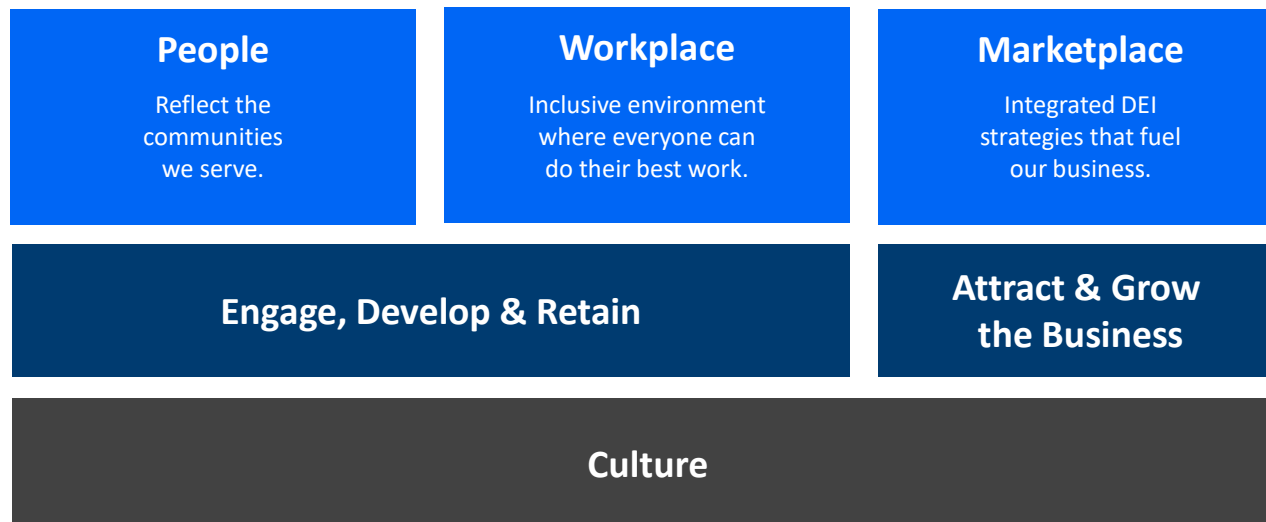 People
Reflect the
communities
we serve.
Workplace
Inclusive environment
where everyone can
do their best work.
Marketplace
Integrated DEI
strategies that fuel
our business.
Engage, Develop & Retain
Attract & Grow
the Business
Culture